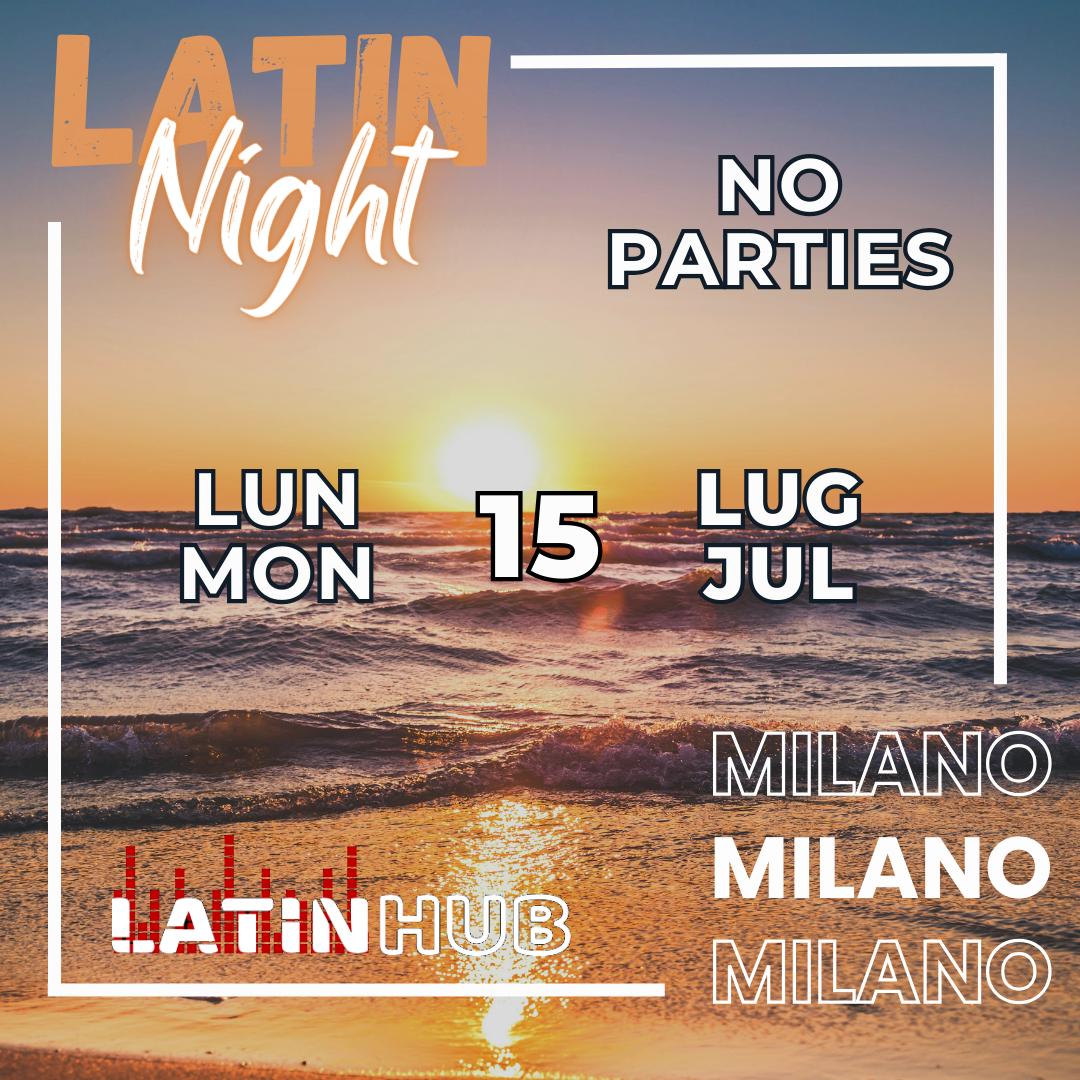 LATIN
Night
NO
PARTIES
LUN
MON
15
LUG
JUL
MILANO
MILANO
MILANO
LATINHUB